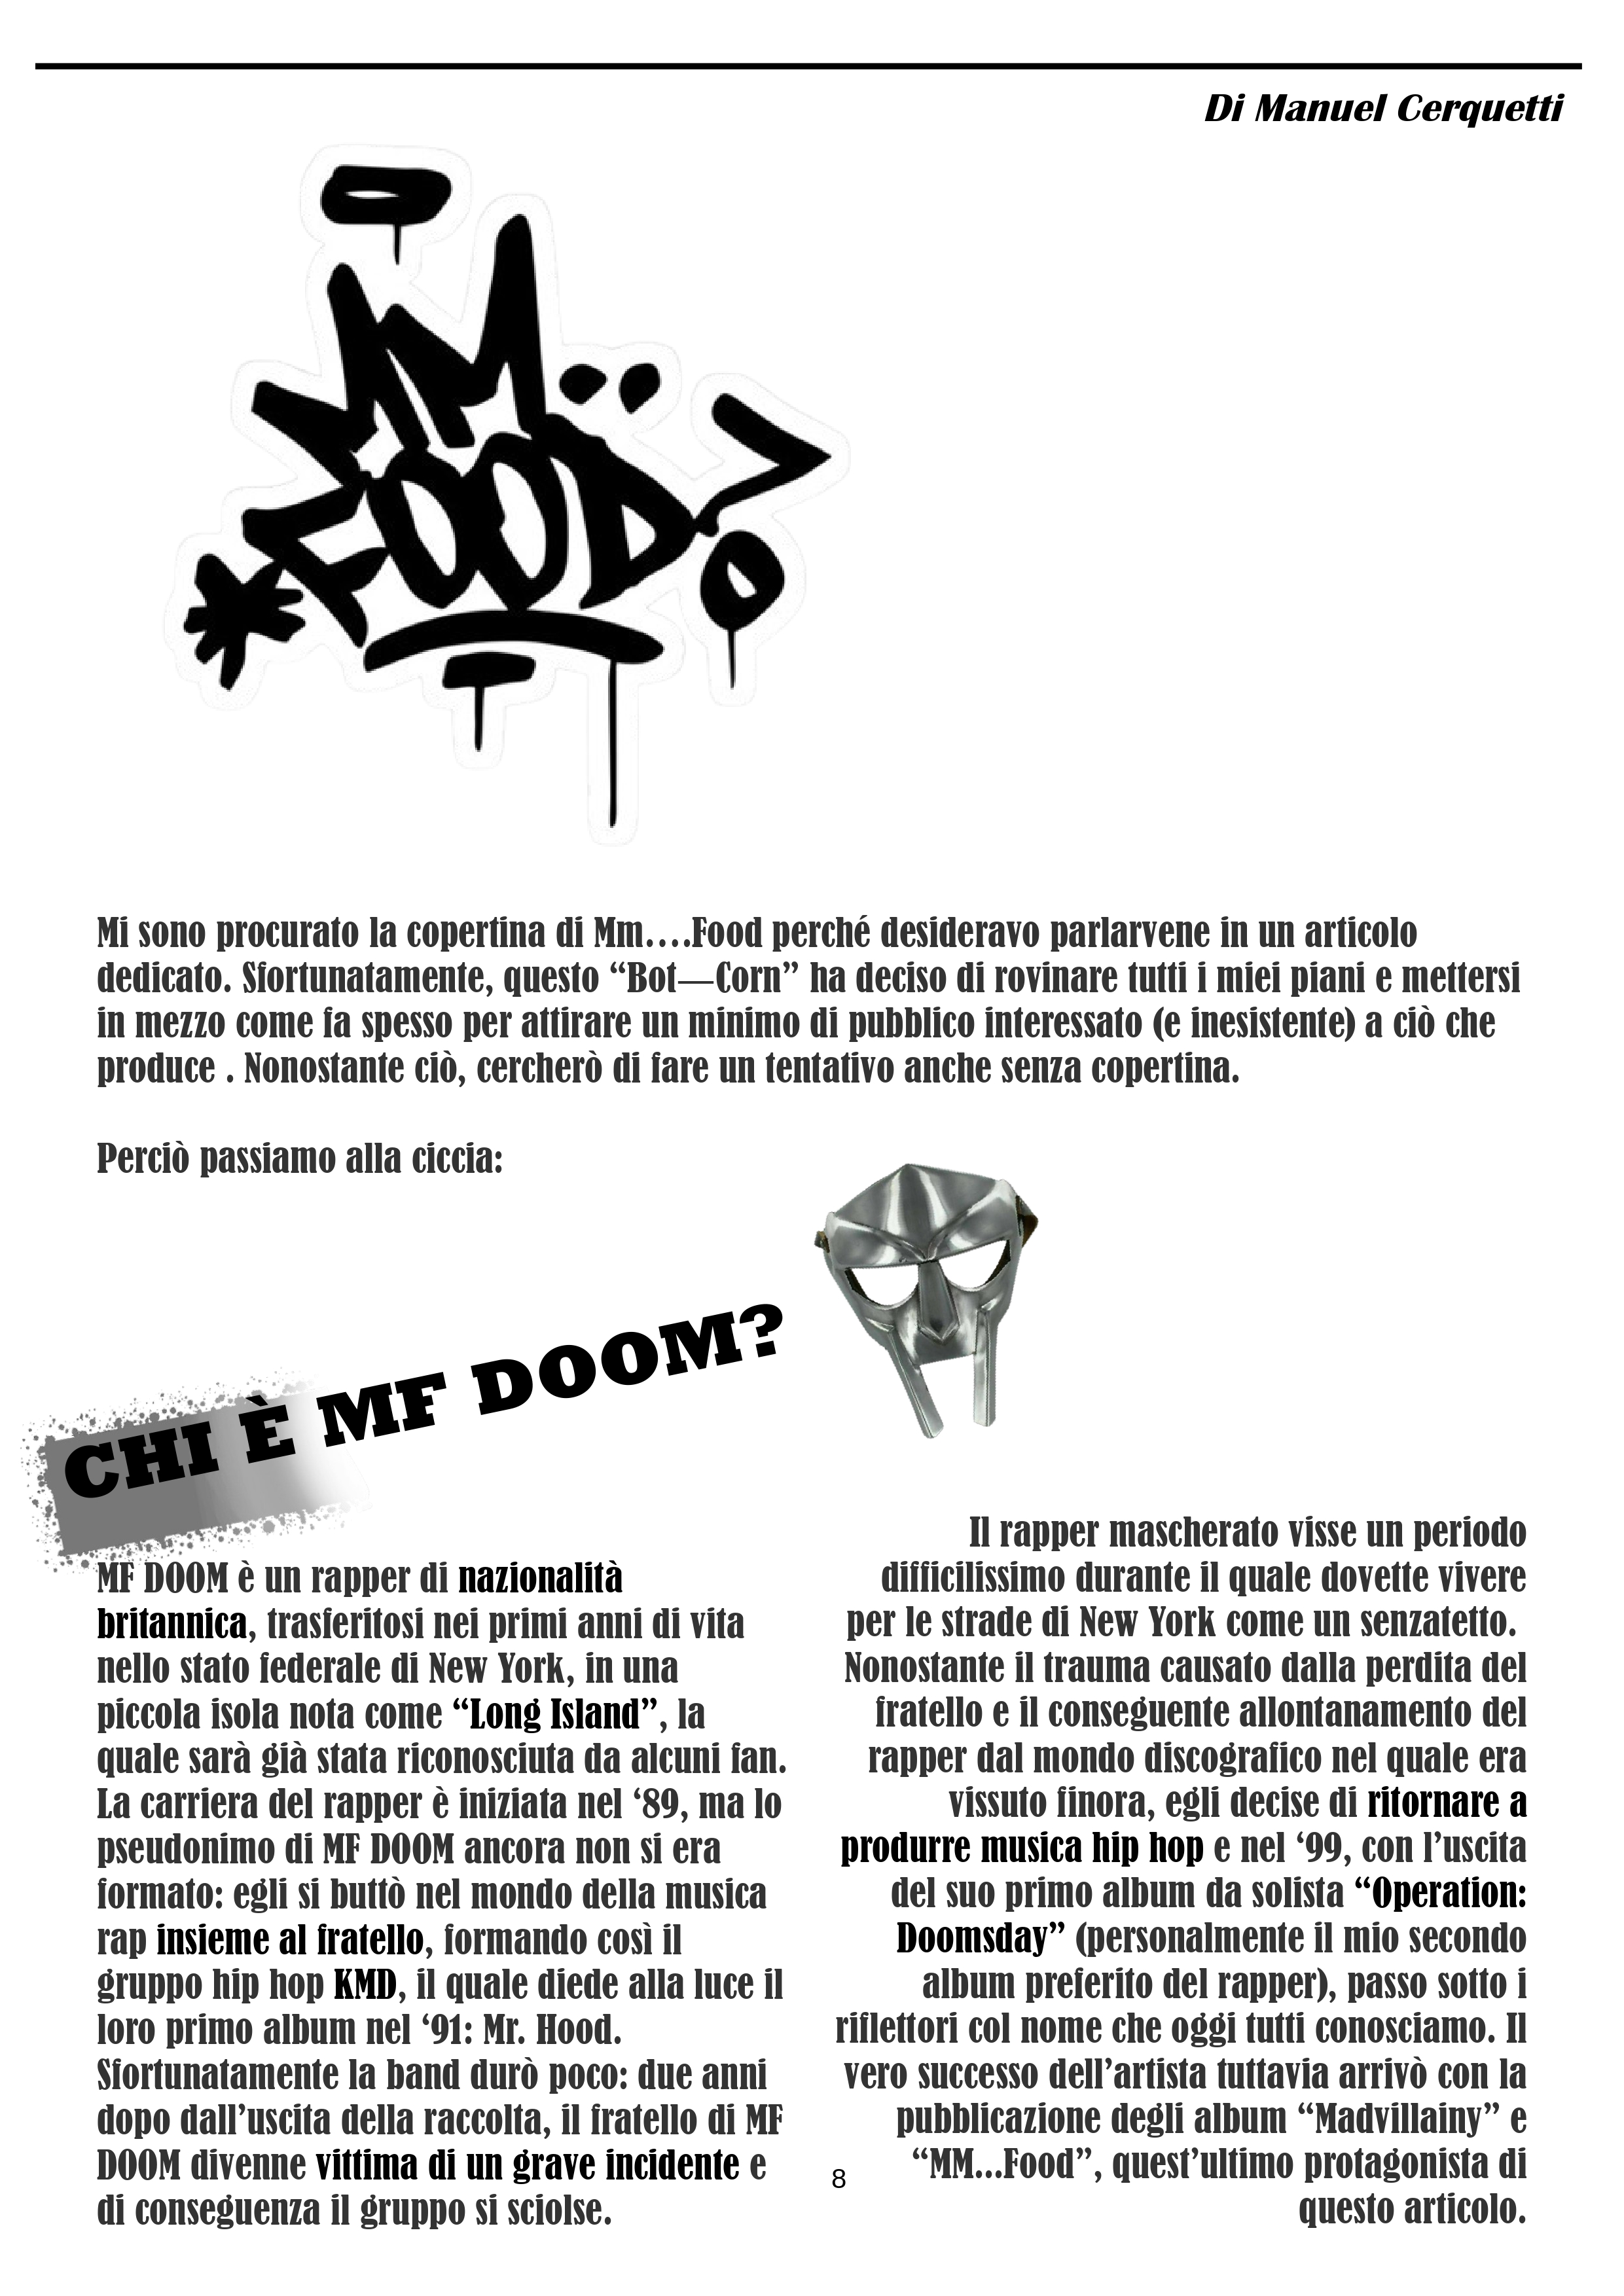 Di Manuel Cerquetti
MM..
FOOD?
Mi sono procurato la copertina di Mm….Food perché desideravo parlarvene in un articolo
dedicato. Sfortunatamente, questo “Bot—Corn” ha deciso di rovinare tutti i miei piani e mettersi
in mezzo come fa spesso per attirare un minimo di pubblico interessato (e inesistente) a ciò che
produce . Nonostante ciò, cercherò di fare un tentativo anche senza copertina.
Perciò passiamo alla ciccia:
CHI È MF DOOM?
MF DOOM è un rapper di nazionalità
britannica, trasferitosi nei primi anni di vita
nello stato federale di New York, in una
piccola isola nota come “Long Island”, la
quale sarà già stata riconosciuta da alcuni fan.
La carriera del rapper è iniziata nel ‘89, ma lo
pseudonimo di MF DOOM ancora non si era
formato: egli si buttò nel mondo della musica
rap insieme al fratello, formando così il
gruppo hip hop KMD, il quale diede alla luce il
loro primo album nel ‘91: Mr. Hood.
Sfortunatamente la band durò poco: due anni
dopo dall’uscita della raccolta, il fratello di MF
DOOM divenne vittima di un grave incidente e
di conseguenza il gruppo si sciolse.
Il rapper mascherato visse un periodo
difficilissimo durante il quale dovette vivere
per le strade di New York come un senzatetto.
Nonostante il trauma causato dalla perdita del
fratello e il conseguente allontanamento del
rapper dal mondo discografico nel quale era
vissuto finora, egli decise di ritornare a
produrre musica hip hop e nel ‘99, con l’uscita
del suo primo album da solista “Operation:
Doomsday” (personalmente il mio secondo
album preferito del rapper), passo sotto i
riflettori col nome che oggi tutti conosciamo. Il
vero successo dell’artista tuttavia arrivò con la
pubblicazione degli album “Madvillainy” e
“MM…Food”, quest’ultimo protagonista di
questo articolo.
8